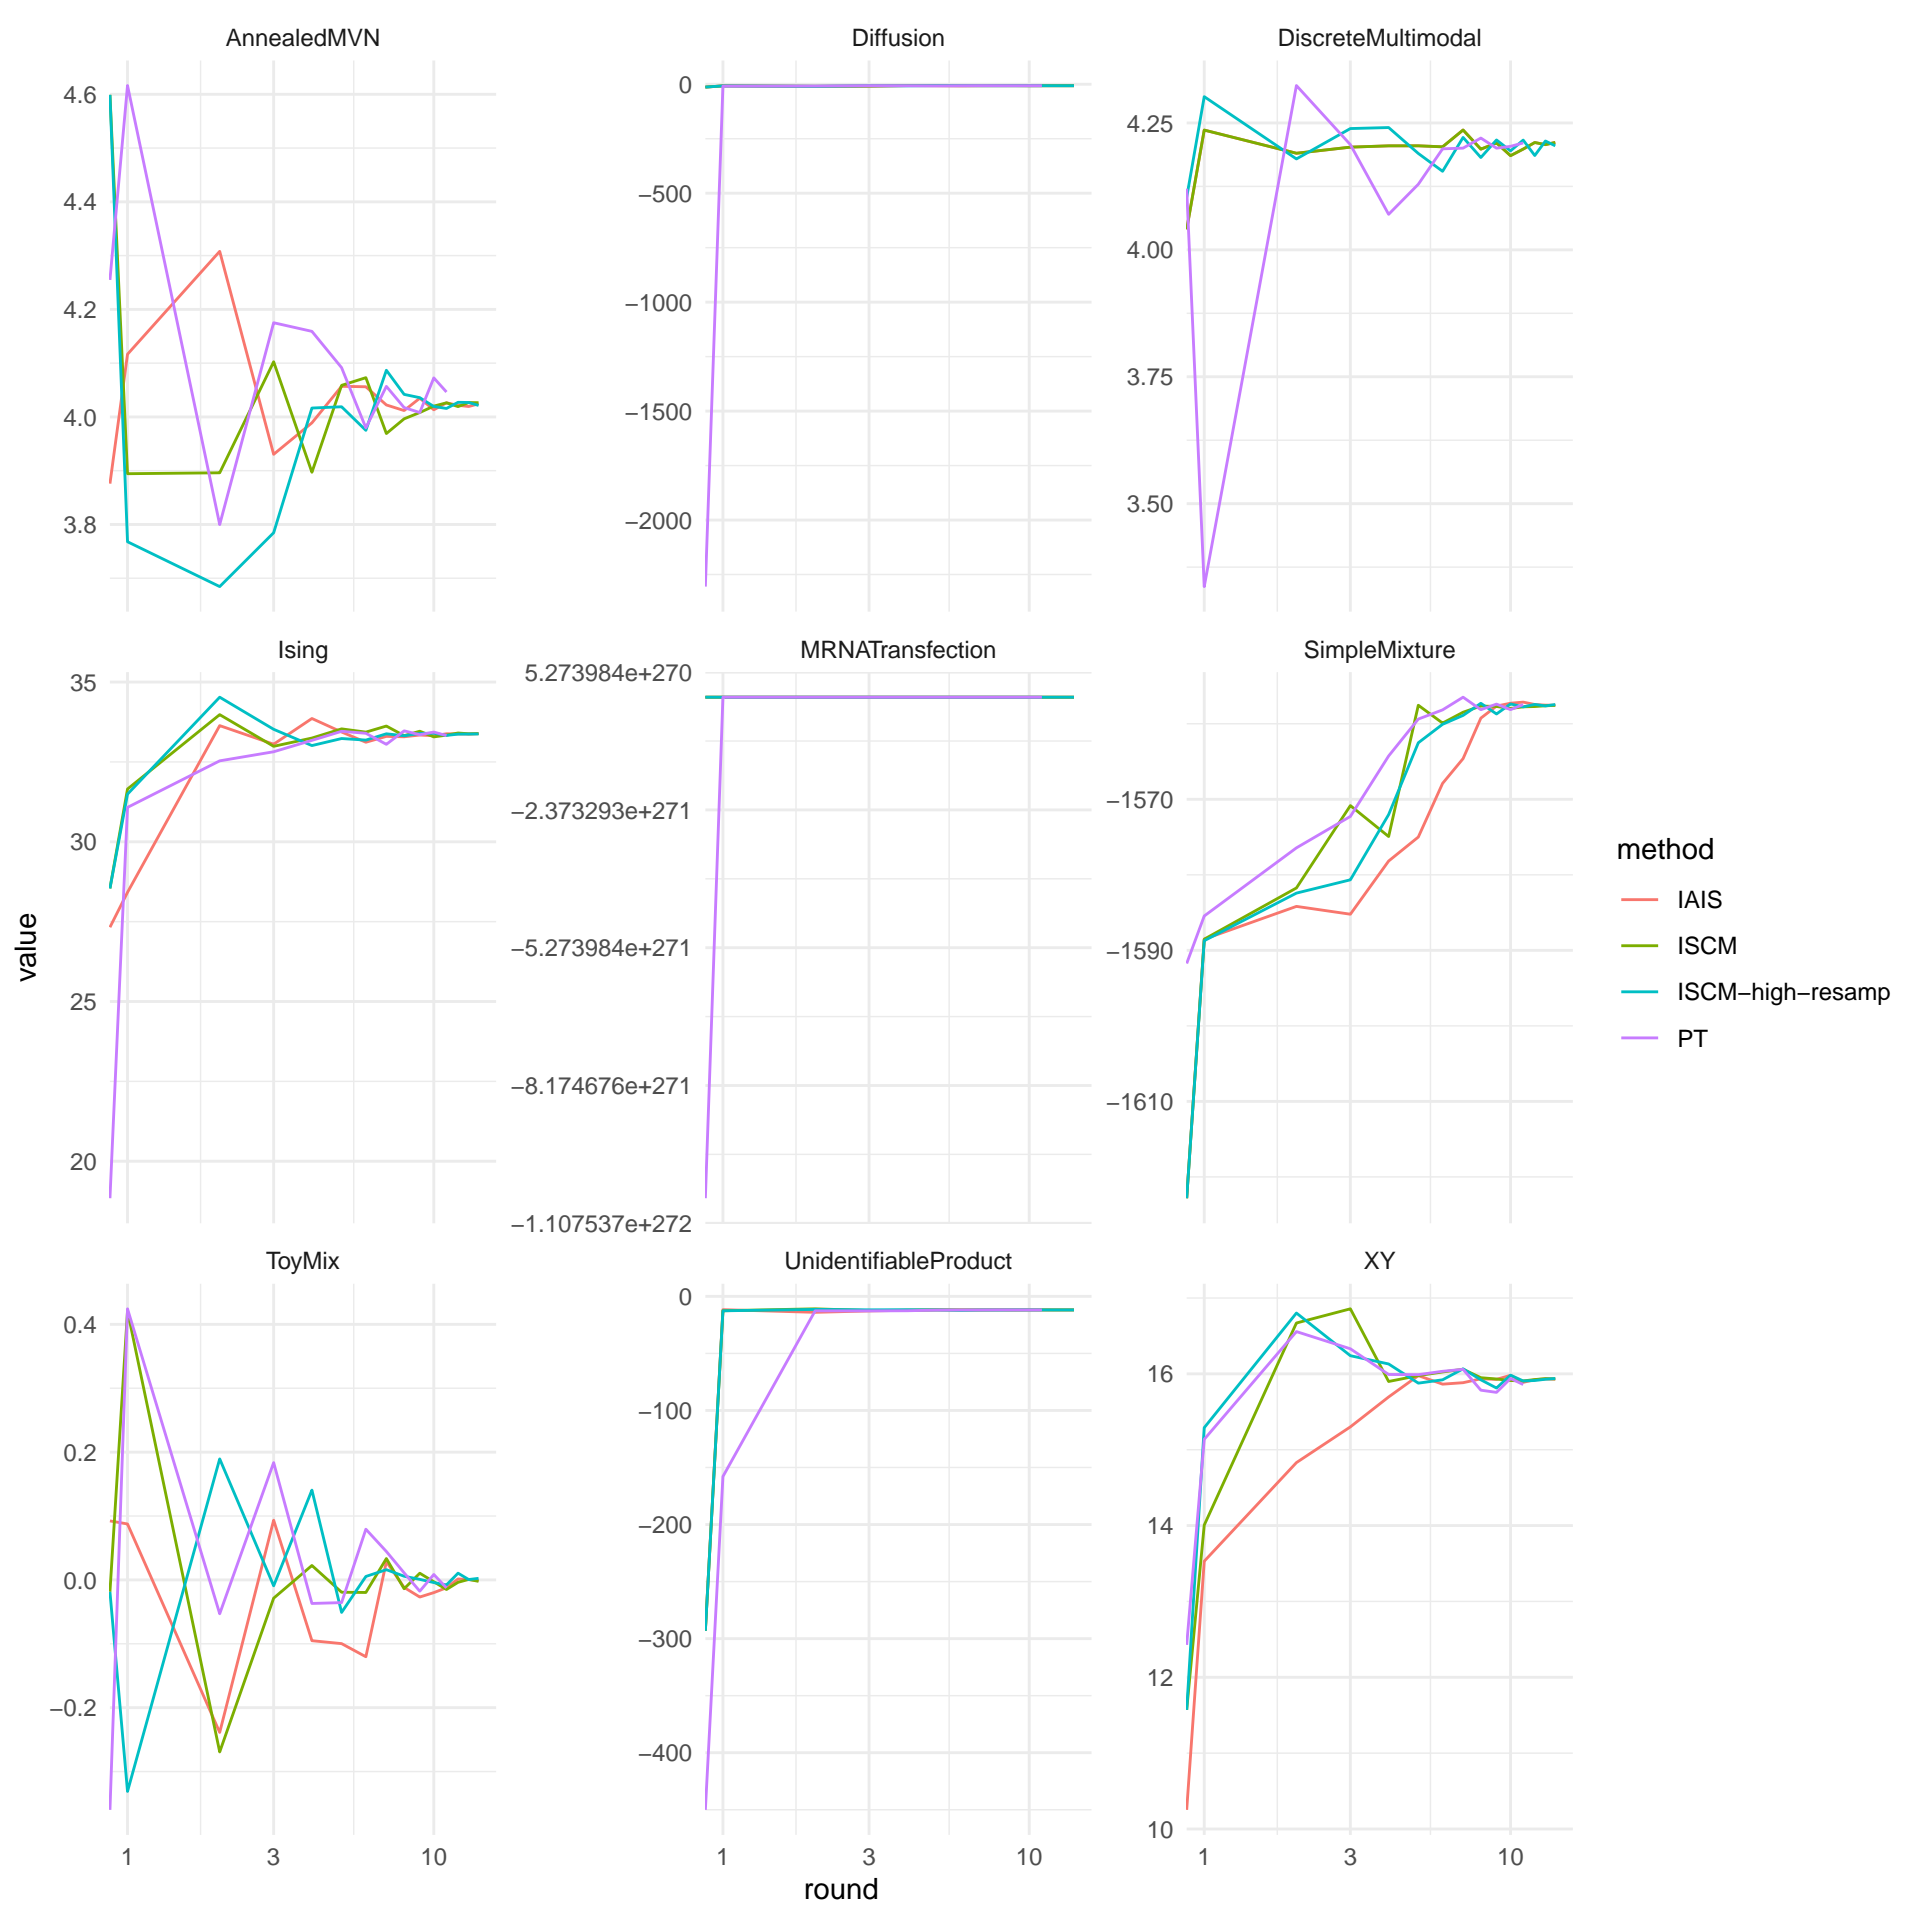 AnnealedMVN
Diffusion
DiscreteMultimodal
4.6
4.4
4.2
4.0
3.8
0
−500
−1000
−1500
−2000
4.25
4.00
3.75
3.50
Ising
MRNATransfection
SimpleMixture
35
30
25
20
5.273984e+270
−2.373293e+271
−5.273984e+271
−8.174676e+271
−1.107537e+272
−1570
−1590
−1610
ToyMix
UnidentifiableProduct
XY
0.4
0.2
0.0
−0.2
0
−100
−200
−300
−400
16
14
12
10
1 3 10
1 3 10
1 3 10
round
value
method
IAIS
ISCM
ISCM−high−resamp
PT